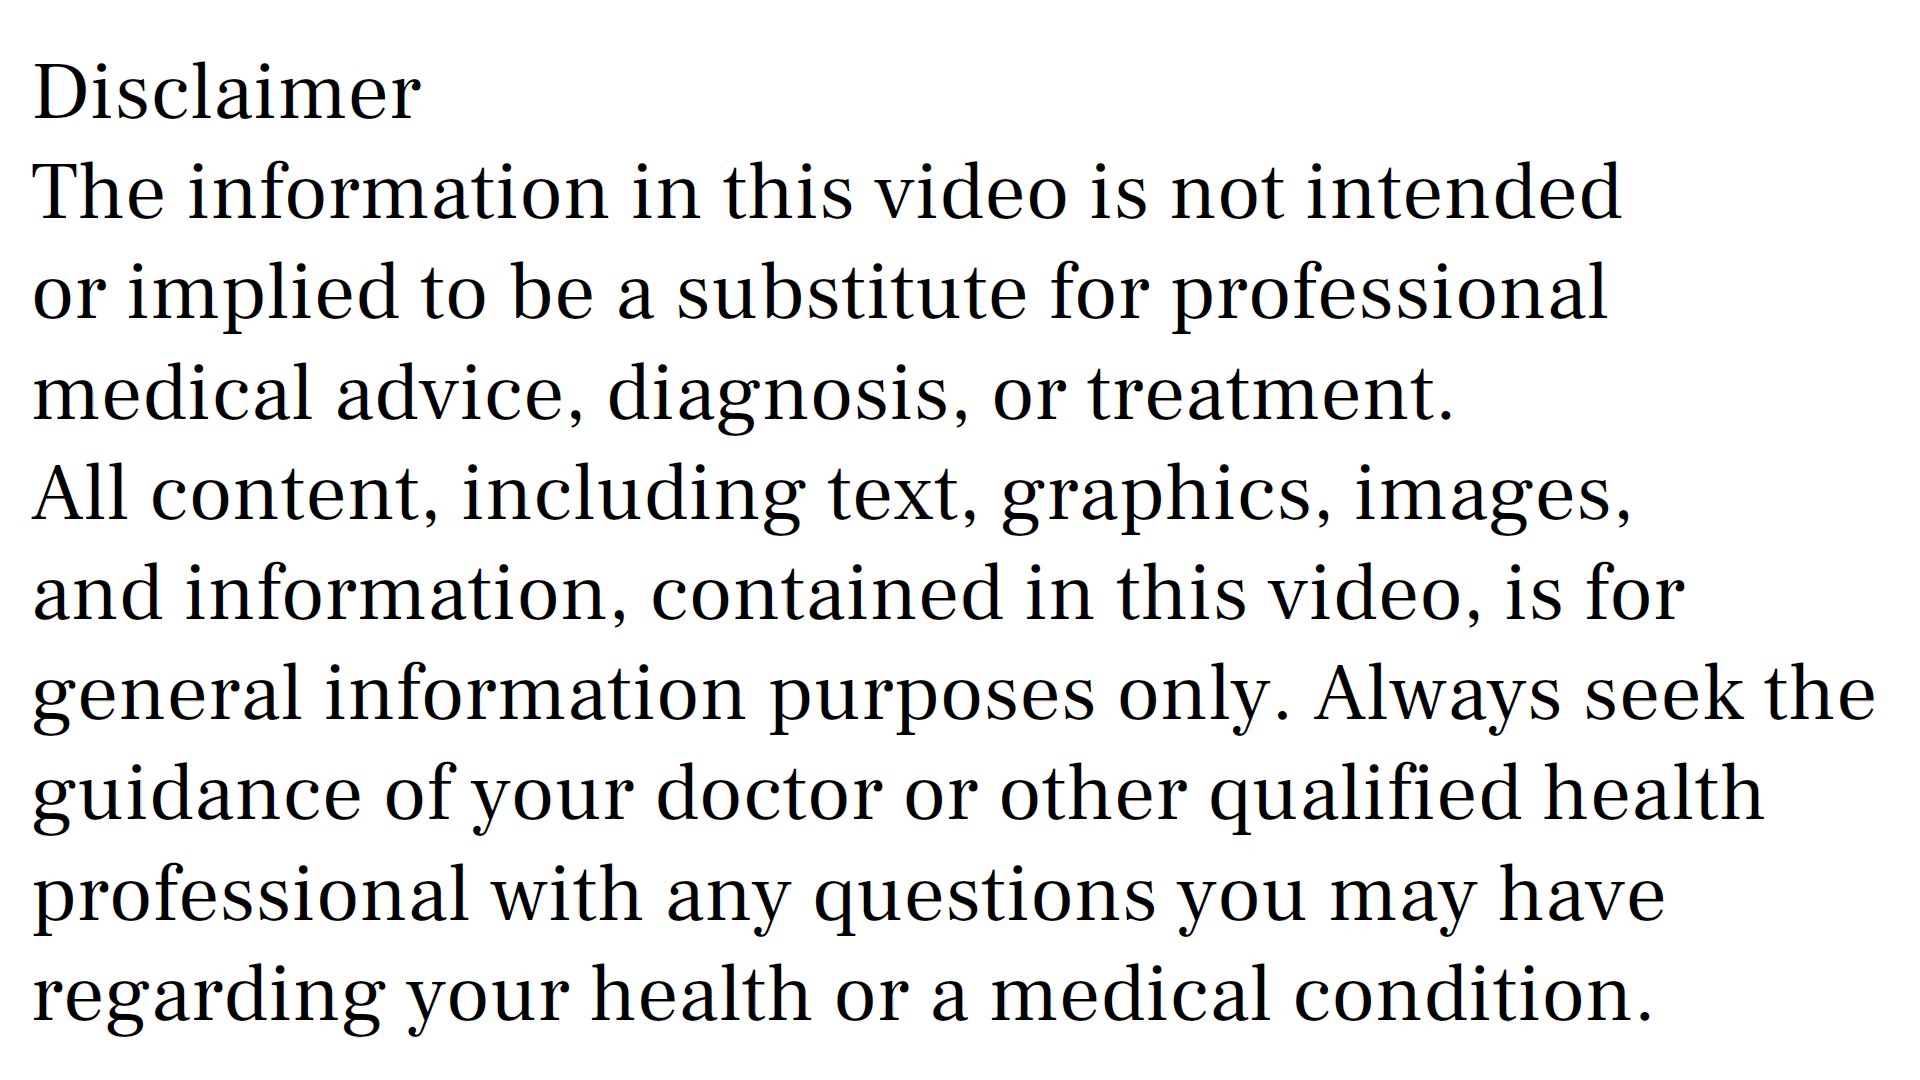 Disclaimer
The information in this video is not intended
or implied to be a substitute for professional
medical advice, diagnosis, or treatment.
All content, including text, graphics, images,
and information, contained in this video, is for
general information purposes only. Always seek the
guidance of your doctor or other qualified health
professional with any questions you may have
regarding your health or a medical condition.